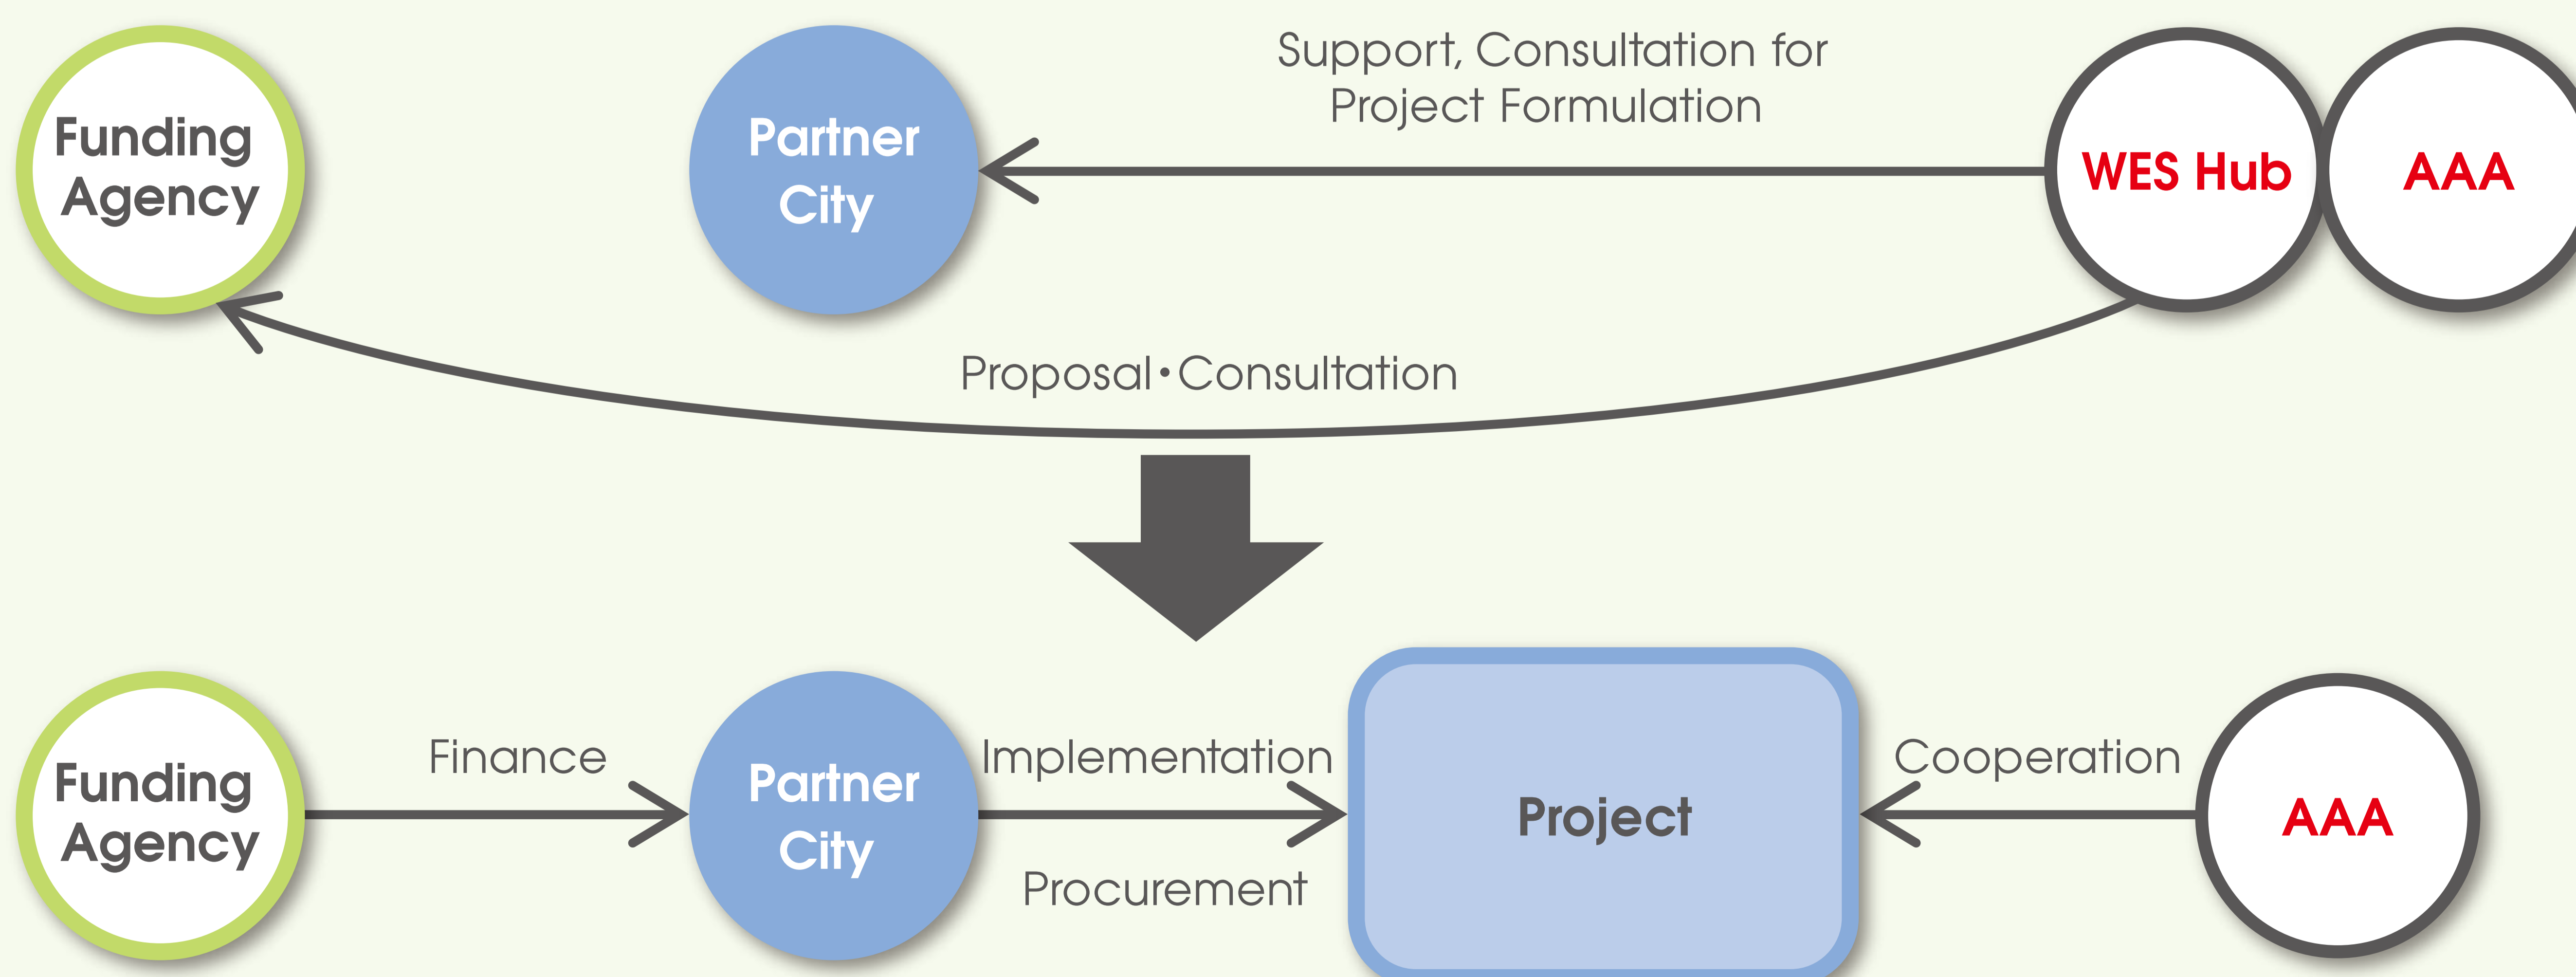 Funding
Agency
Partner
City
Support, Consultation for
Project Formulation
WES Hub
AAA
Proposal・Consultation
Funding
Agency
Finance
Partner
City
Implementation
Procurement
Project
Cooperation
AAA